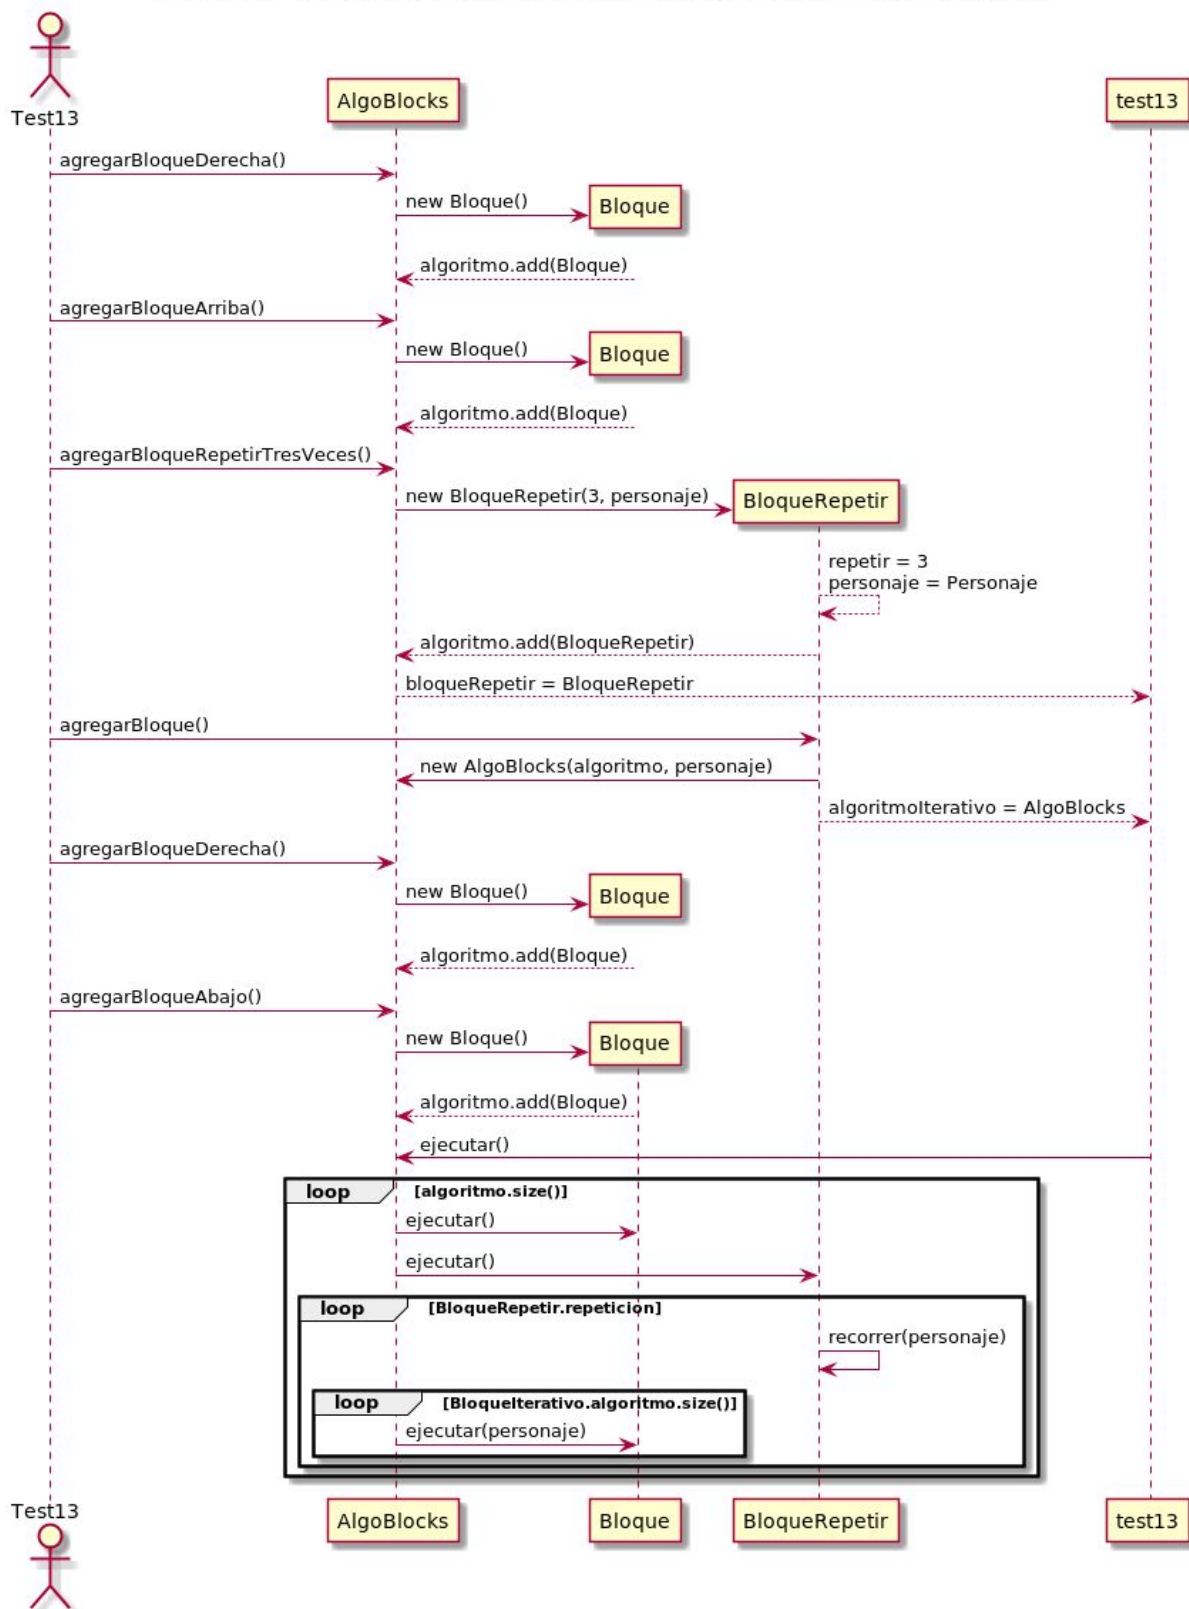 Test13
AlgoBlocks
test13
agregarBloqueDerecha()
new Bloque()
Bloque
algoritmo.add(Bloque)
agregarBloqueArriba()
new Bloque()
Bloque
algoritmo.add(Bloque)
agregarBloqueRepetirTresVeces()
new BloqueRepetir(3, personaje)
BloqueRepetir
repetir = 3
personaje = Personaje
algoritmo.add(BloqueRepetir)
bloqueRepetir = BloqueRepetir
agregarBloque()
new AlgoBlocks(algoritmo, personaje)
algoritmoIterativo = AlgoBlocks
agregarBloqueDerecha()
new Bloque()
Bloque
algoritmo.add(Bloque)
agregarBloqueAbajo()
new Bloque()
Bloque
algoritmo.add(Bloque)
ejecutar()
loop [algoritmo.size()]
ejecutar()
ejecutar()
loop [BloqueRepetir.repeticion]
recorrer(personaje)
loop [BloqueIterativo.algoritmo.size()]
ejecutar(personaje)
Test13
AlgoBlocks
Bloque
BloqueRepetir
test13